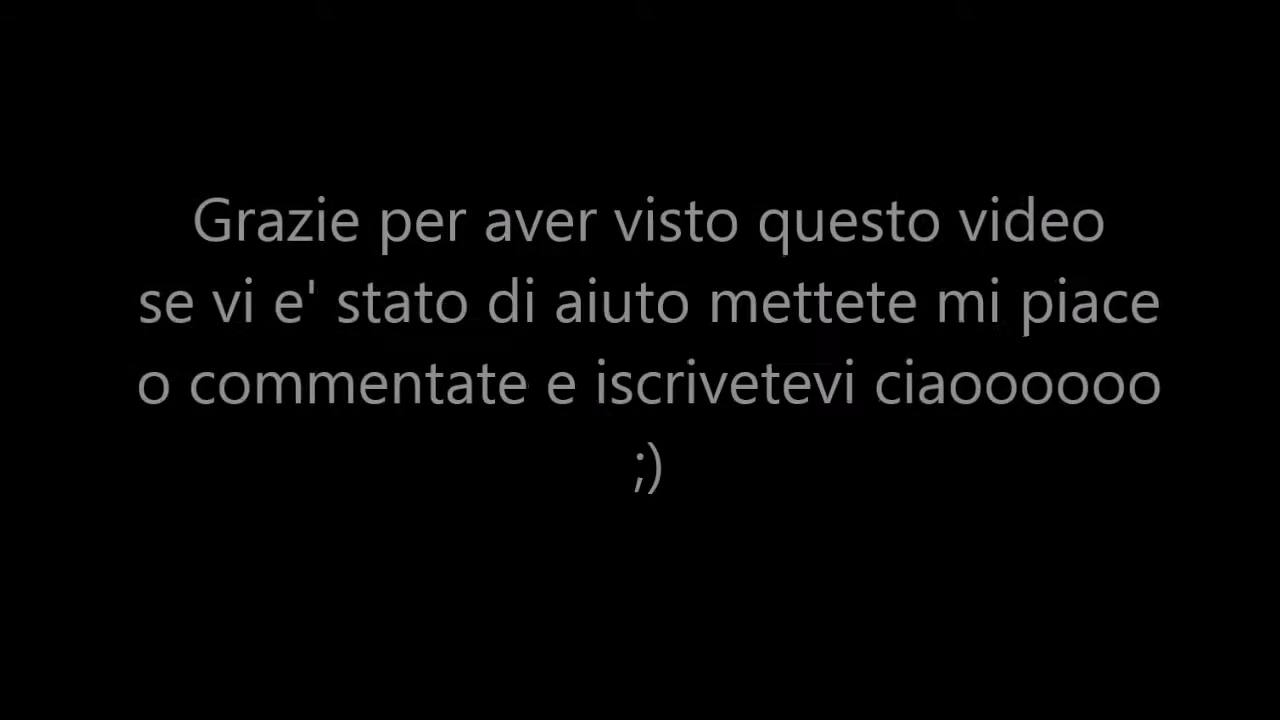 Grazie per aver visto questo video
se vi e' stato di aiuto mettete mi piace
o commentate e iscrivetevi ciaoooooo
;)